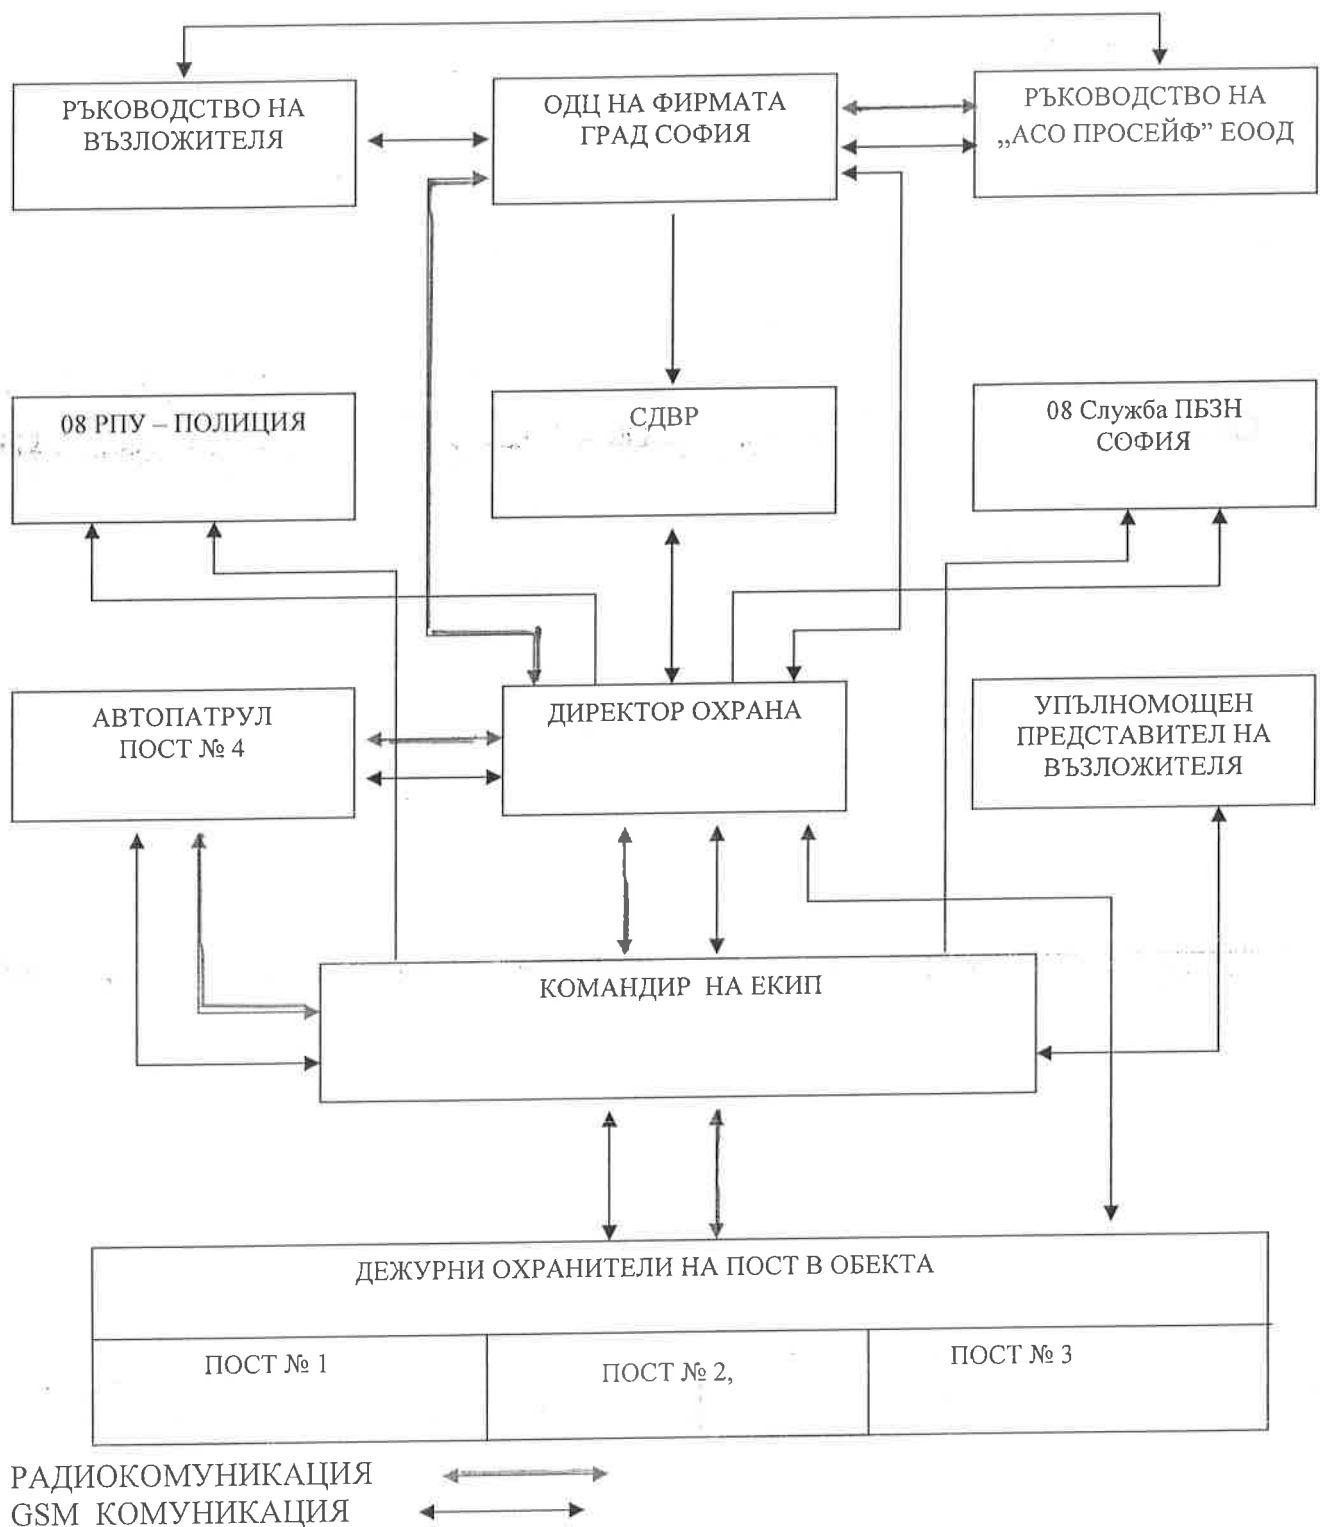 РЪКОВОДСТВО НА
ВЪЗЛОЖИТЕЛЯ
ОДЦ НА ФИРМАТА
ГРАД СОФИЯ
РЪКОВОДСТВО НА
„АСО ПРОСЕЙФ” ЕООД
08 РПУ – ПОЛИЦИЯ
СДВР
08 Служба ПБЗН
СОФИЯ
АВТОПАТРУЛ
ПОСТ № 4
ДИРЕКТОР ОХРАНА
УПЪЛНОМОЩЕН
ПРЕДСТАВИТЕЛ НА
ВЪЗЛОЖИТЕЛЯ
КОМАНДИР НА ЕКИП
ДЕЖУРНИ ОХРАНИТЕЛИ НА ПОСТ В ОБЕКТА
ПОСТ № 1
ПОСТ № 2,
ПОСТ № 3
РАДИОКОМУНИКАЦИЯ
GSM КОМУНИКАЦИЯ